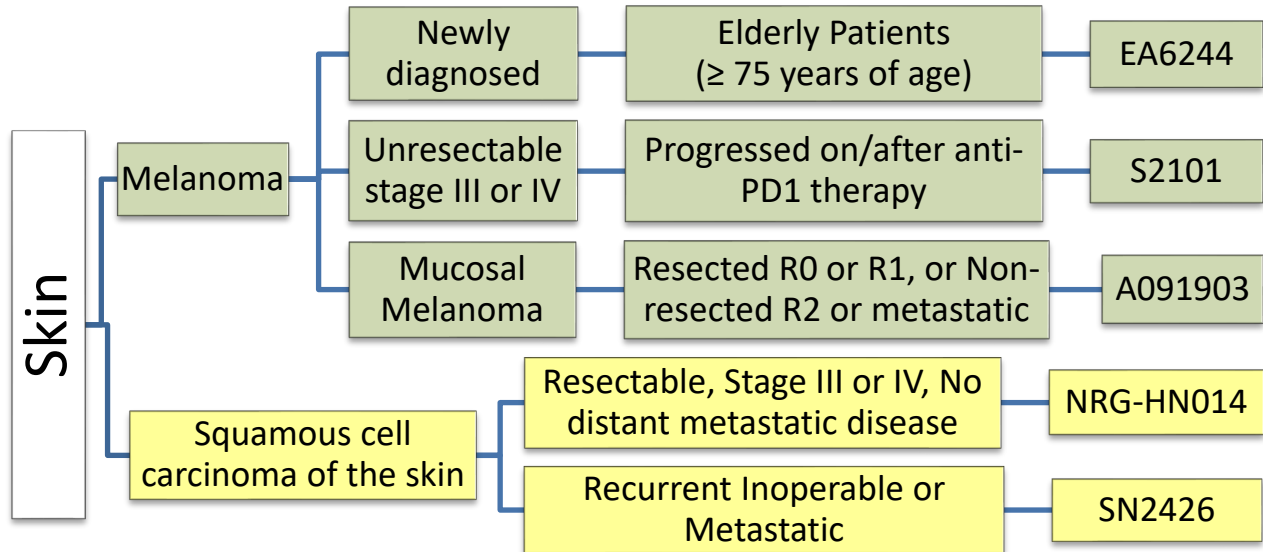 Skin
Melanoma
Newly
diagnosed
Elderly Patients
(≥ 75 years of age)
EA6244
Unresectable
stage III or IV
Progressed on/after anti-
PD1 therapy
S2101
Mucosal
Melanoma
Resected R0 or R1, or Non-
resected R2 or metastatic
A091903
Squamous cell
carcinoma of the skin
Resectable, Stage III or IV, No
distant metastatic disease
NRG-HN014
Recurrent Inoperable or
Metastatic
SN2426